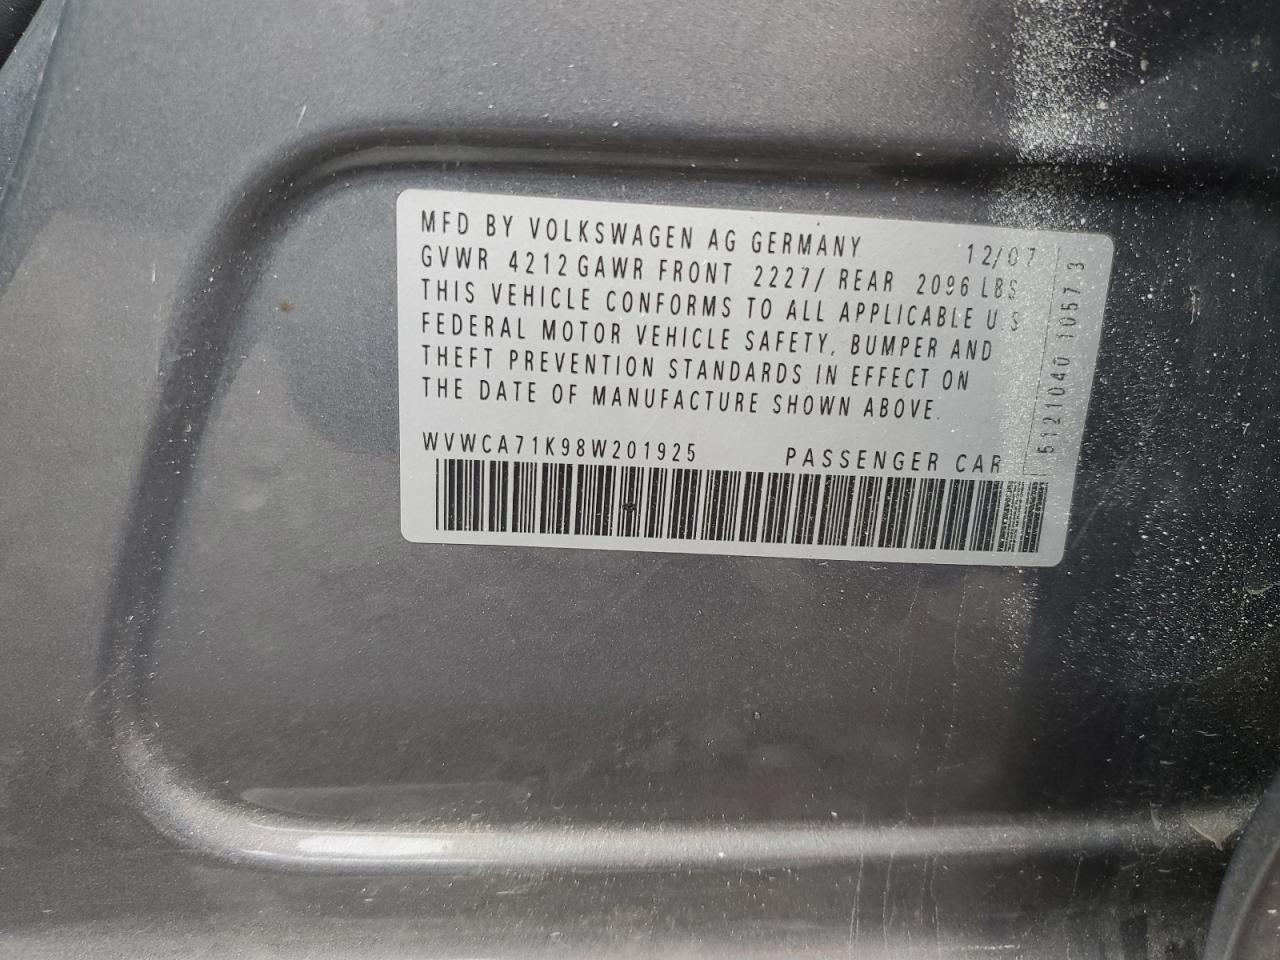 MFD BY VOLKSWAGEN AG GERMANY 12/07
GVWR 4212 GAWR FRONT 2227/ REAR 2096 LBS
THIS VEHICLE CONFORMS TO ALL APPLICABLE U S
FEDERAL MOTOR VEHICLE SAFETY, BUMPER AND
THEFT PREVENTION STANDARDS IN EFFECT ON
THE DATE OF MANUFACTURE SHOWN ABOVE.
WVWCA71K98W201925 PASSENGER CAR
5121040 1057.3